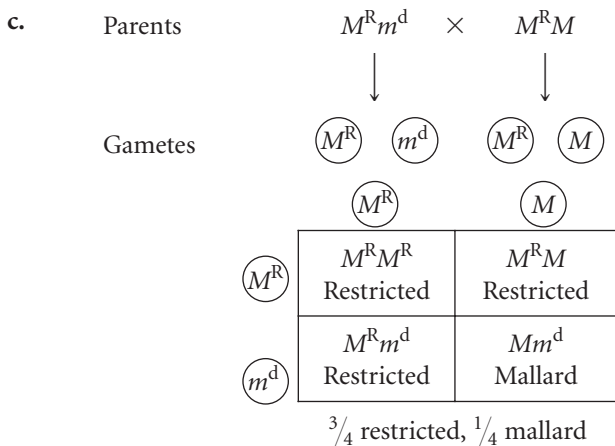 c. Parents M^R m^d × M^R M
Gametes M^R m^d M^R M
M^R M
M^R M^R M^R M
M^R Restricted Restricted
M^R m^d M m^d
m^d Restricted Mallard
3/4 restricted, 1/4 mallard